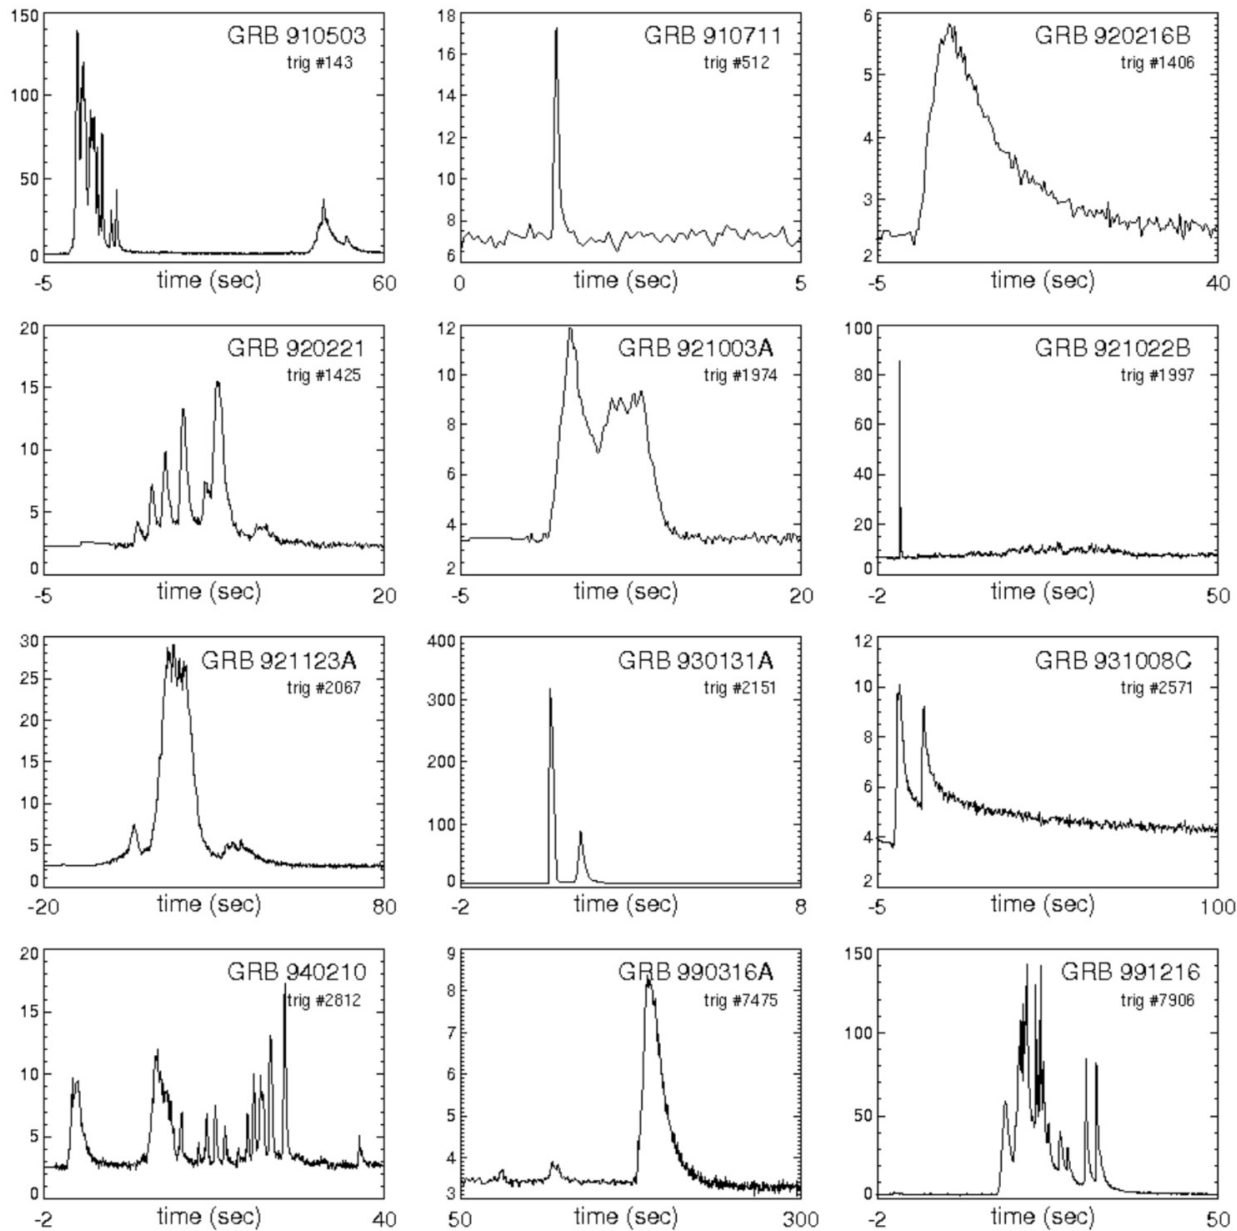 150
GRB 910503
trig #143
100
50
0
-5
time (sec)
60
18
GRB 910711
trig #512
16
14
12
10
8
6
0
time (sec)
5
6
GRB 920216B
trig #1406
5
4
3
2
-5
time (sec)
40
20
GRB 920221
trig #1425
15
10
5
0
-5
time (sec)
20
12
GRB 921003A
trig #1974
10
8
6
4
2
-5
time (sec)
20
100
GRB 921022B
trig #1997
80
60
40
20
0
-2
time (sec)
50
30
GRB 921123A
trig #2067
25
20
15
10
5
0
-20
time (sec)
80
400
GRB 930131A
trig #2151
300
200
100
0
-2
time (sec)
8
12
GRB 931008C
trig #2571
10
8
6
4
2
-5
time (sec)
100
20
GRB 940210
trig #2812
15
10
5
0
-2
time (sec)
40
9
GRB 990316A
trig #7475
8
7
6
5
4
3
50
time (sec)
300
150
GRB 991216
trig #7906
100
50
0
-2
time (sec)
50